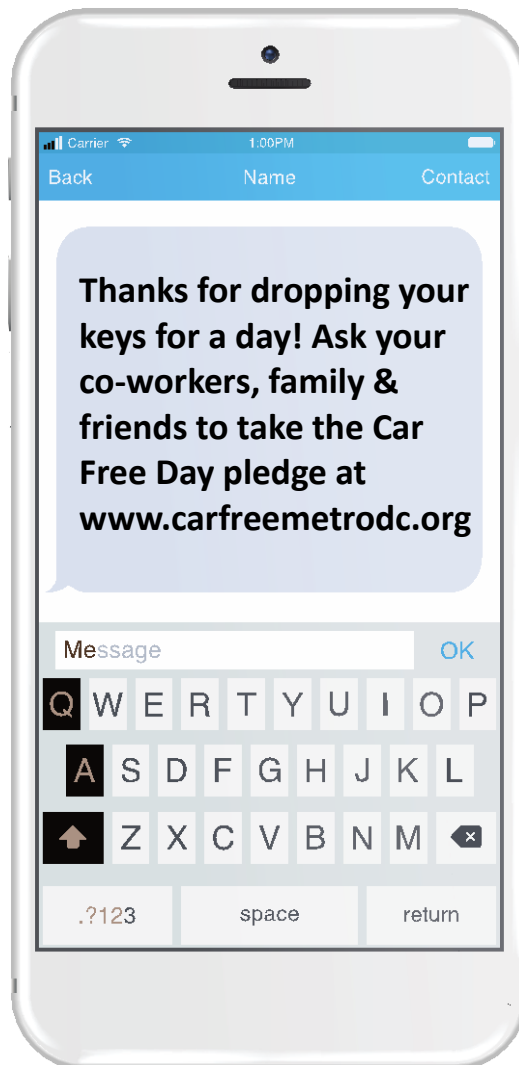 Carrier 1:00PM
Back Name Contact
Thanks for dropping your
keys for a day! Ask your
co-workers, family &
friends to take the Car
Free Day pledge at
www.carfreemetrodc.org
Message OK
Q W E R T Y U I O P
A S D F G H J K L
Z X C V B N M
.?123 space return